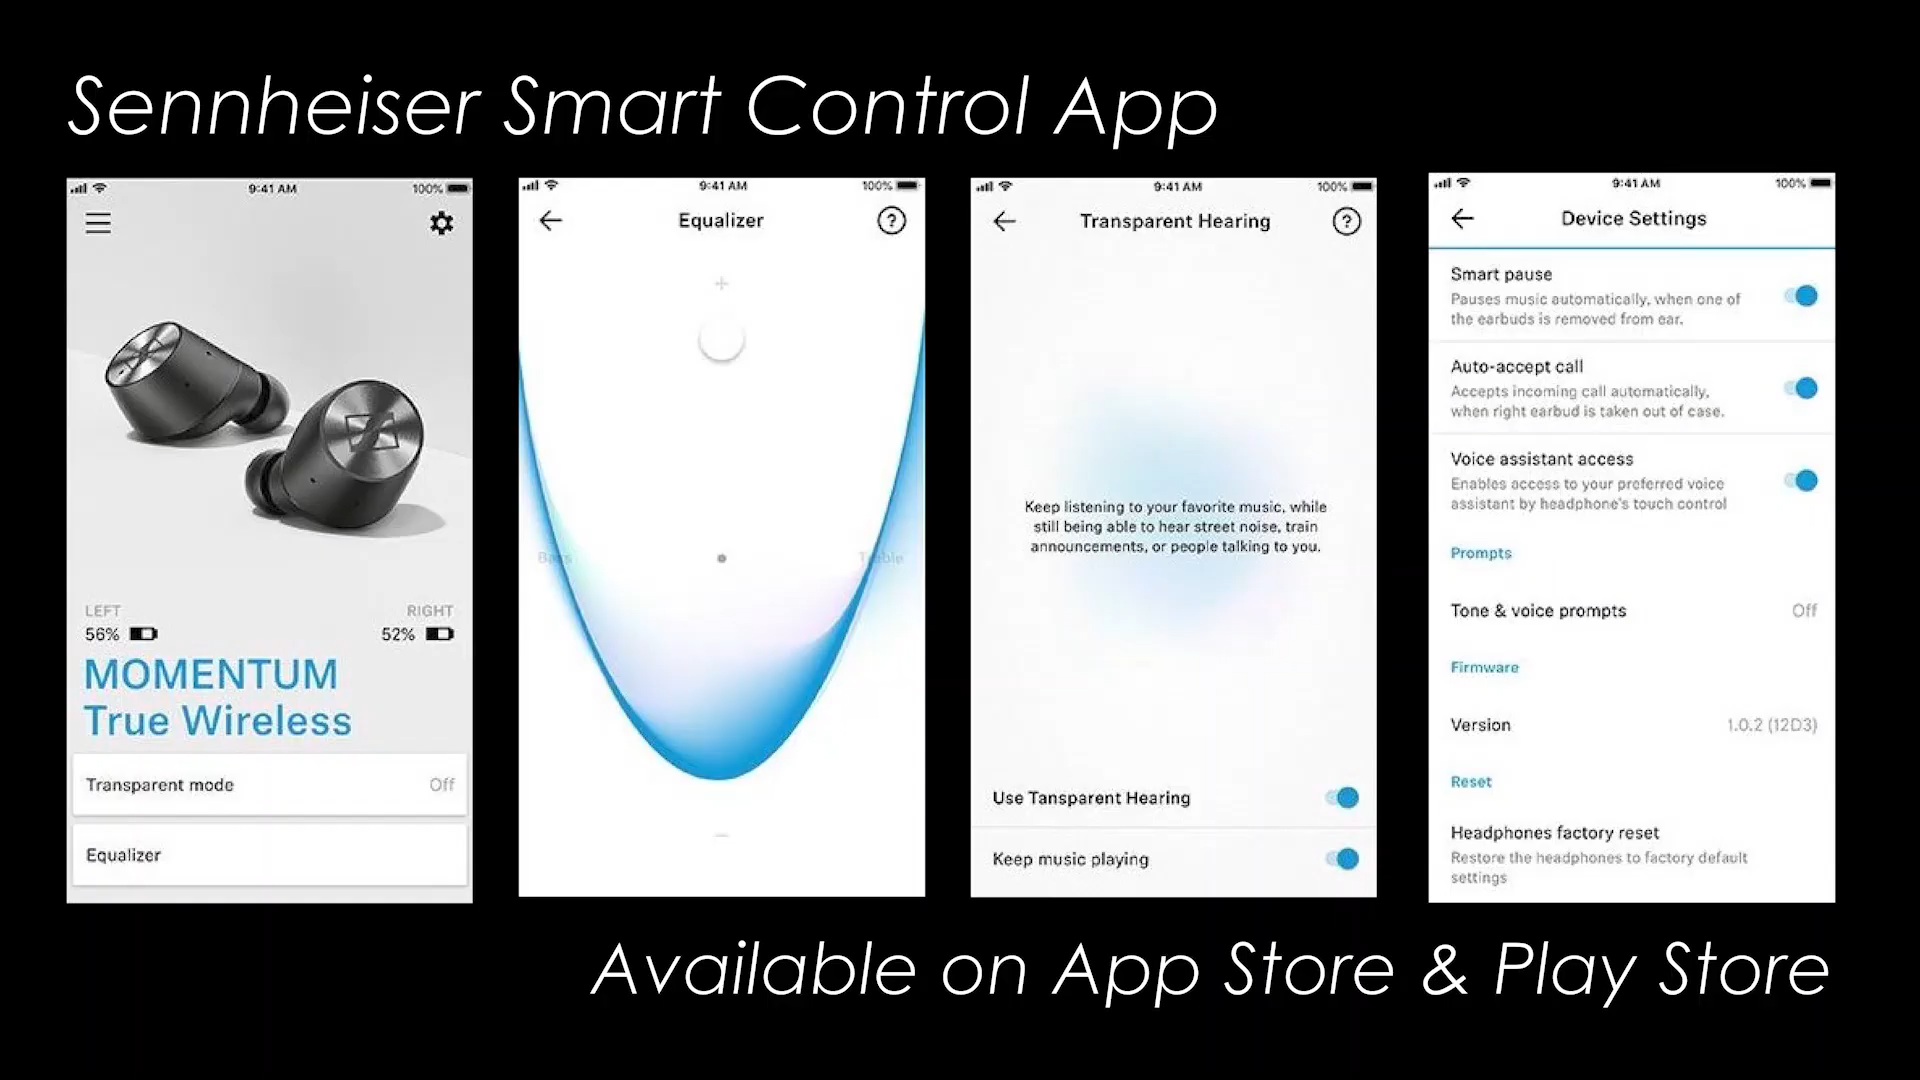 Sennheiser Smart Control App
9:41 AM
100%
LEFT
RIGHT
56%
52%
MOMENTUM
True Wireless
Transparent mode
Off
Equalizer
9:41 AM
100%
Equalizer
?
+
Bass
Treble
9:41 AM
100%
Transparent Hearing
?
Keep listening to your favorite music, while
still being able to hear street noise, train
announcements, or people talking to you.
Use Tansparent Hearing
Keep music playing
9:41 AM
100%
Device Settings
Smart pause
Pauses music automatically, when one of
the earbuds is removed from ear.
Auto-accept call
Accepts incoming call automatically,
when right earbud is taken out of case.
Voice assistant access
Enables access to your preferred voice
assistant by headphone's touch control
Prompts
Tone & voice prompts
Off
Firmware
Version
1.0.2 (12D3)
Reset
Headphones factory reset
Restore the headphones to factory default
settings
Available on App Store & Play Store